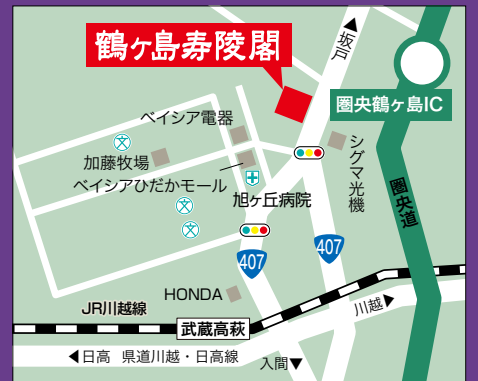 ▲坂戸
鶴ヶ島寿陵閣
圏央鶴ヶ島IC
ベイシア電器
文
加藤牧場
シグマ光機
ベイシアひだかモール
旭ヶ丘病院
圏央道
文
文
407
407
HONDA
JR川越線
川越▶
武蔵高萩
◀日高 県道川越・日高線
入間▼